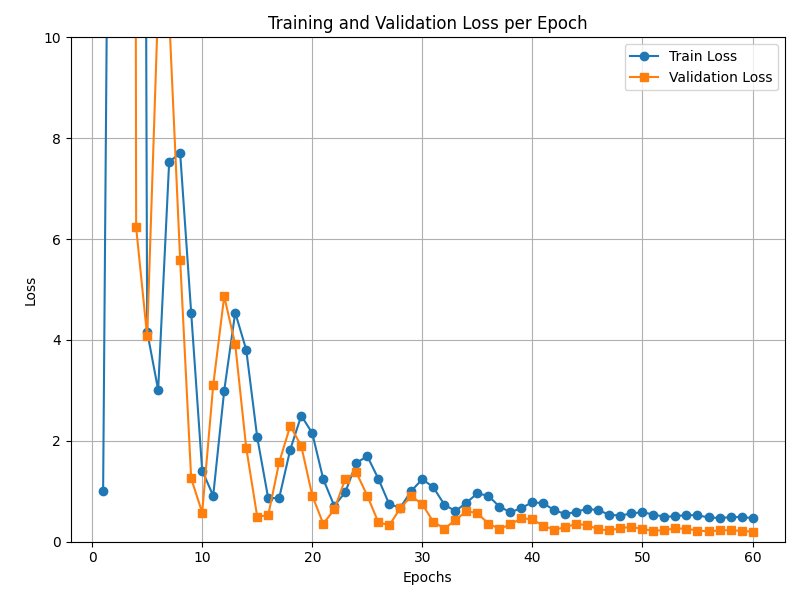 Training and Validation Loss per Epoch
Train Loss
Validation Loss
Loss
10
8
6
4
2
0
0 10 20 30 40 50 60
Epochs